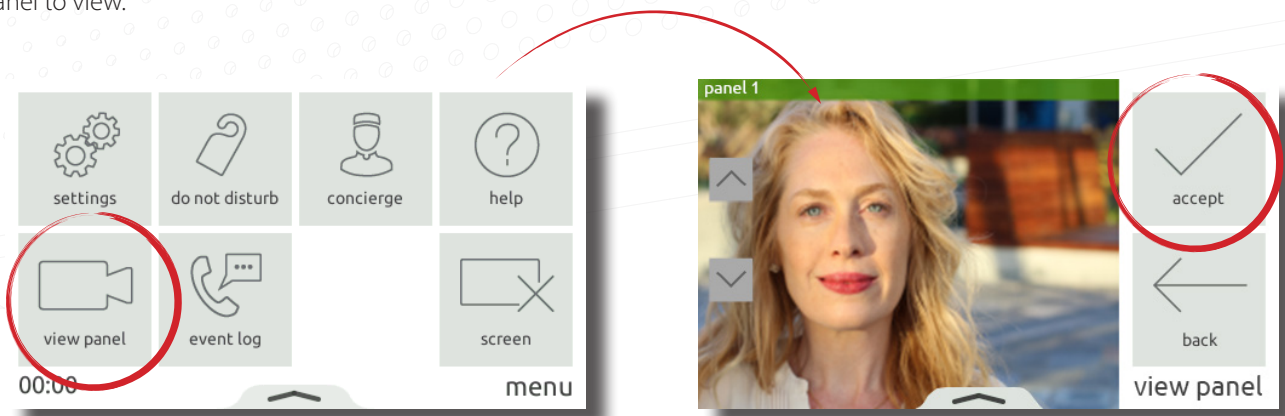 anel to view.
settings
do not disturb
concierge
help
view panel
event log
screen
00:00
menu
panel 1
accept
back
view panel